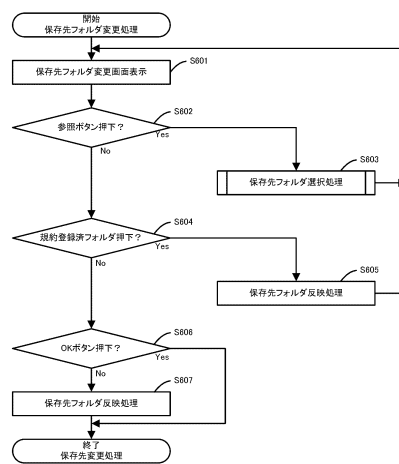 開始
保存先フォルダ変更処理
S601
保存先フォルダ変更画面表示
S602
参照ボタン押下？
Yes
No
S603
保存先フォルダ選択処理
S604
規約登録済フォルダ押下？
Yes
No
S605
保存先フォルダ反映処理
S606
OKボタン押下？
Yes
No
S607
保存先フォルダ反映処理
終了
保存先変更処理